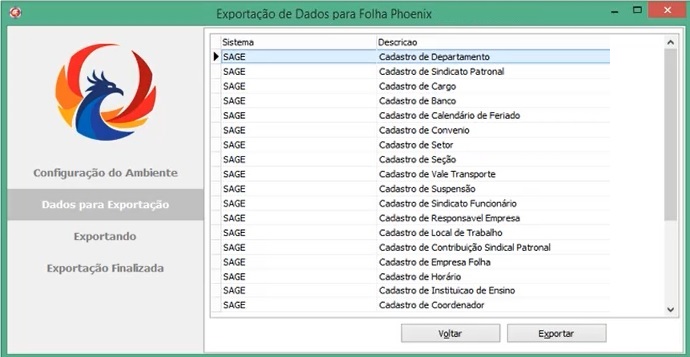 Exportação de Dados para Folha Phoenix
Configuração do Ambiente
Dados para Exportação
Exportando
Exportação Finalizada
Sistema Descricao
SAGE Cadastro de Departamento
SAGE Cadastro de Sindicato Patronal
SAGE Cadastro de Cargo
SAGE Cadastro de Banco
SAGE Cadastro de Calendário de Feriado
SAGE Cadastro de Convenio
SAGE Cadastro de Setor
SAGE Cadastro de Seção
SAGE Cadastro de Vale Transporte
SAGE Cadastro de Suspensão
SAGE Cadastro de Sindicato Funcionário
SAGE Cadastro de Responsavel Empresa
SAGE Cadastro de Local de Trabalho
SAGE Cadastro de Contribuição Sindical Patronal
SAGE Cadastro de Empresa Folha
SAGE Cadastro de Horário
SAGE Cadastro de Instituicao de Ensino
SAGE Cadastro de Coordenador
Voltar Exportar